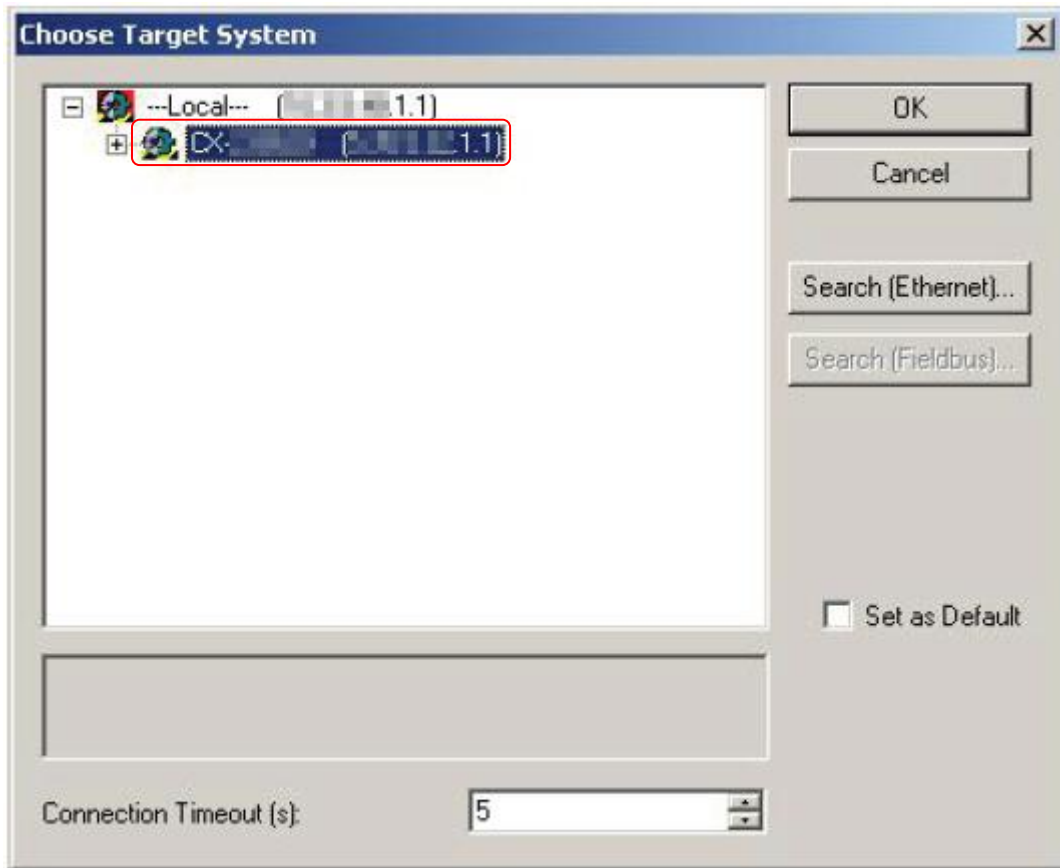 Choose Target System
---Local--- ( .1.1)
CX- ( 1.1)
OK
Cancel
Search (Ethernet)...
Search (Fieldbus)...
Set as Default
Connection Timeout (s):
5